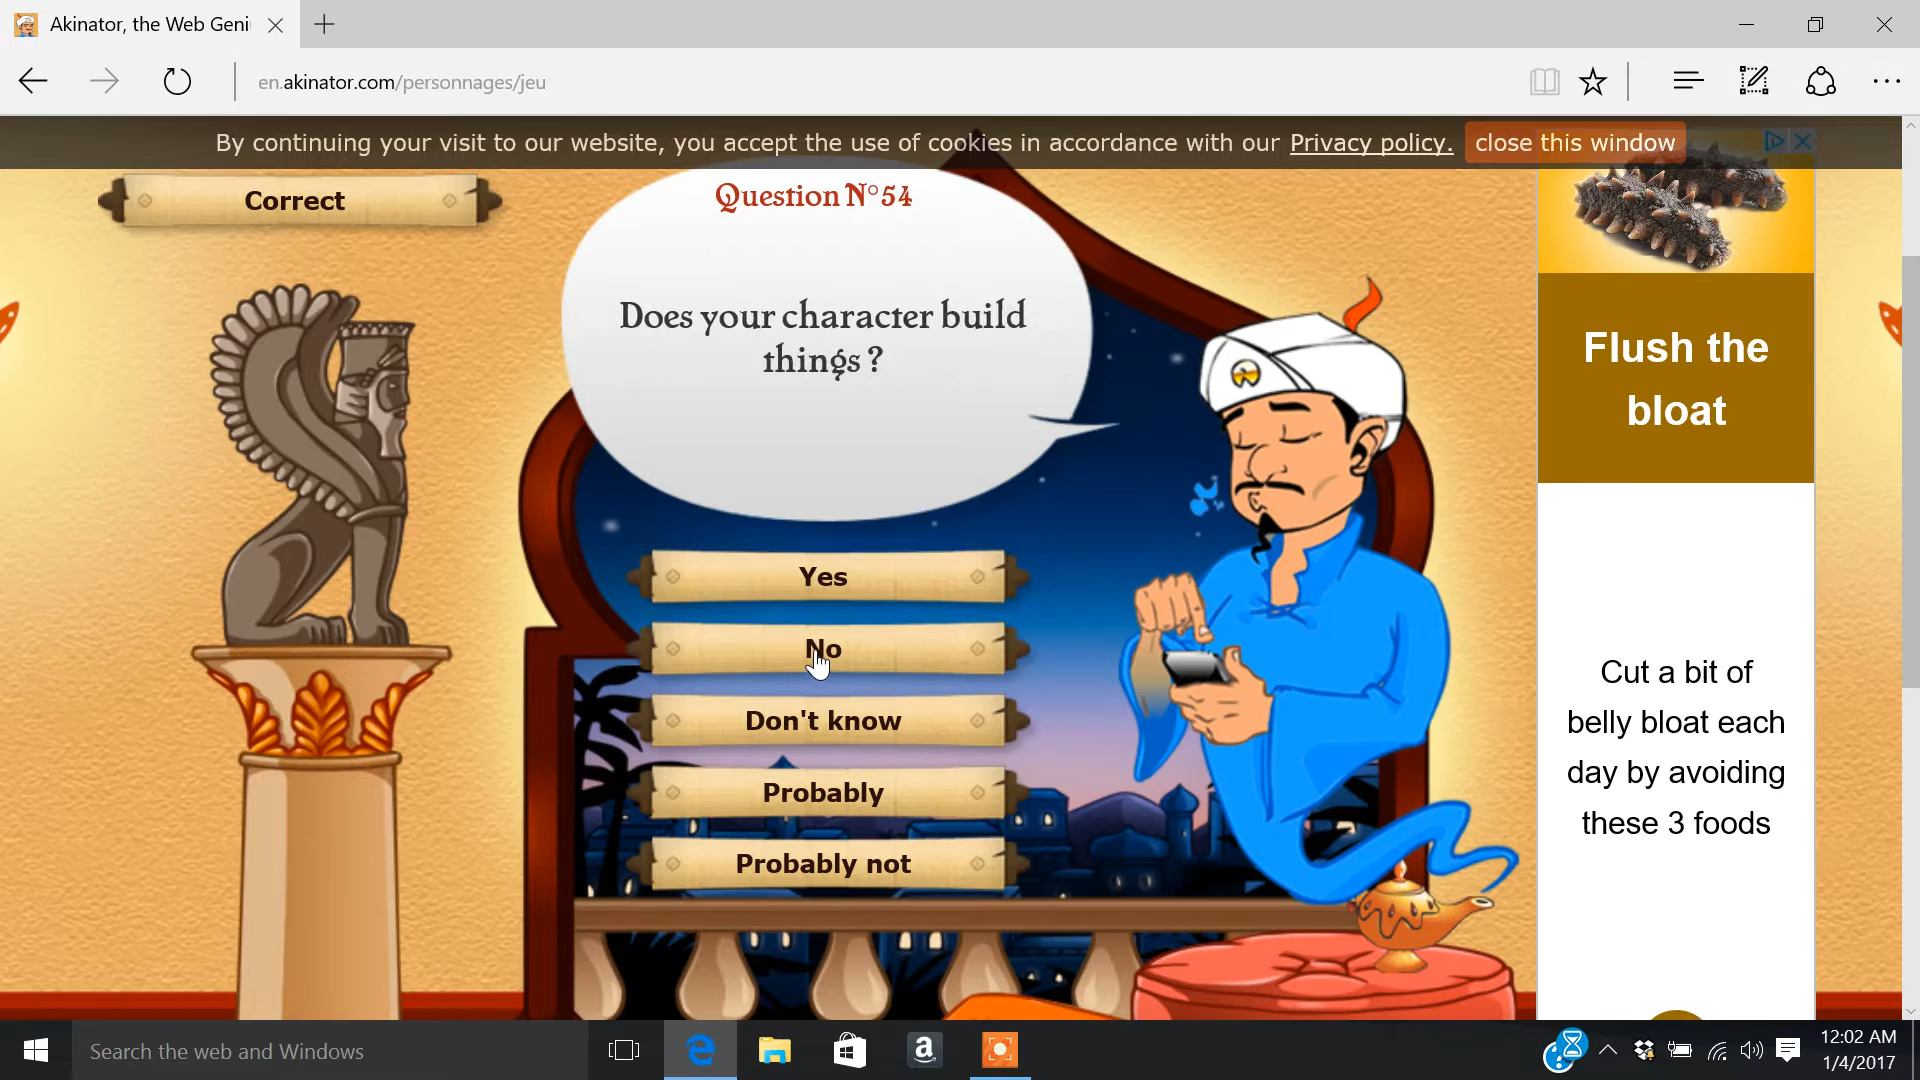 Akinator, the Web Geni
en.akinator.com/personnages/jeu
By continuing your visit to our website, you accept the use of cookies in accordance with our Privacy policy. close this window
Correct
Question N°54
Does your character build
things ?
Yes
No
Don't know
Probably
Probably not
Flush the
bloat
Cut a bit of
belly bloat each
day by avoiding
these 3 foods
Search the web and Windows
12:02 AM
1/4/2017